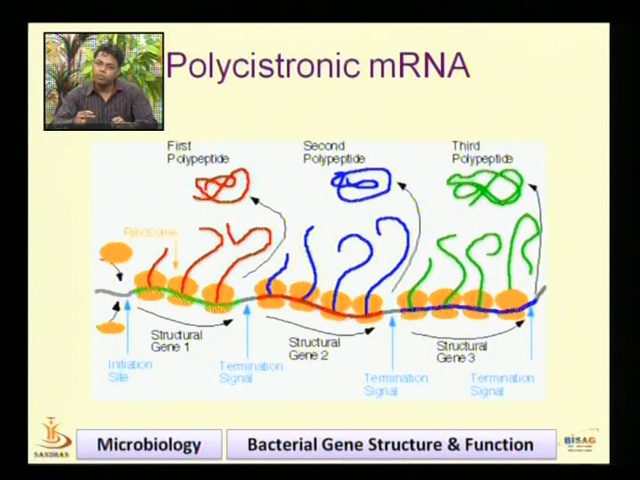 Polycistronic mRNA
First
Polypeptide
Second
Polypeptide
Third
Polypeptide
Ribosome
Structural
Gene 1
Structural
Gene 2
Structural
Gene 3
Initiation
Site
Termination
Signal
Termination
Signal
Termination
Signal
SANDHAN
Microbiology
Bacterial Gene Structure & Function
BISAG